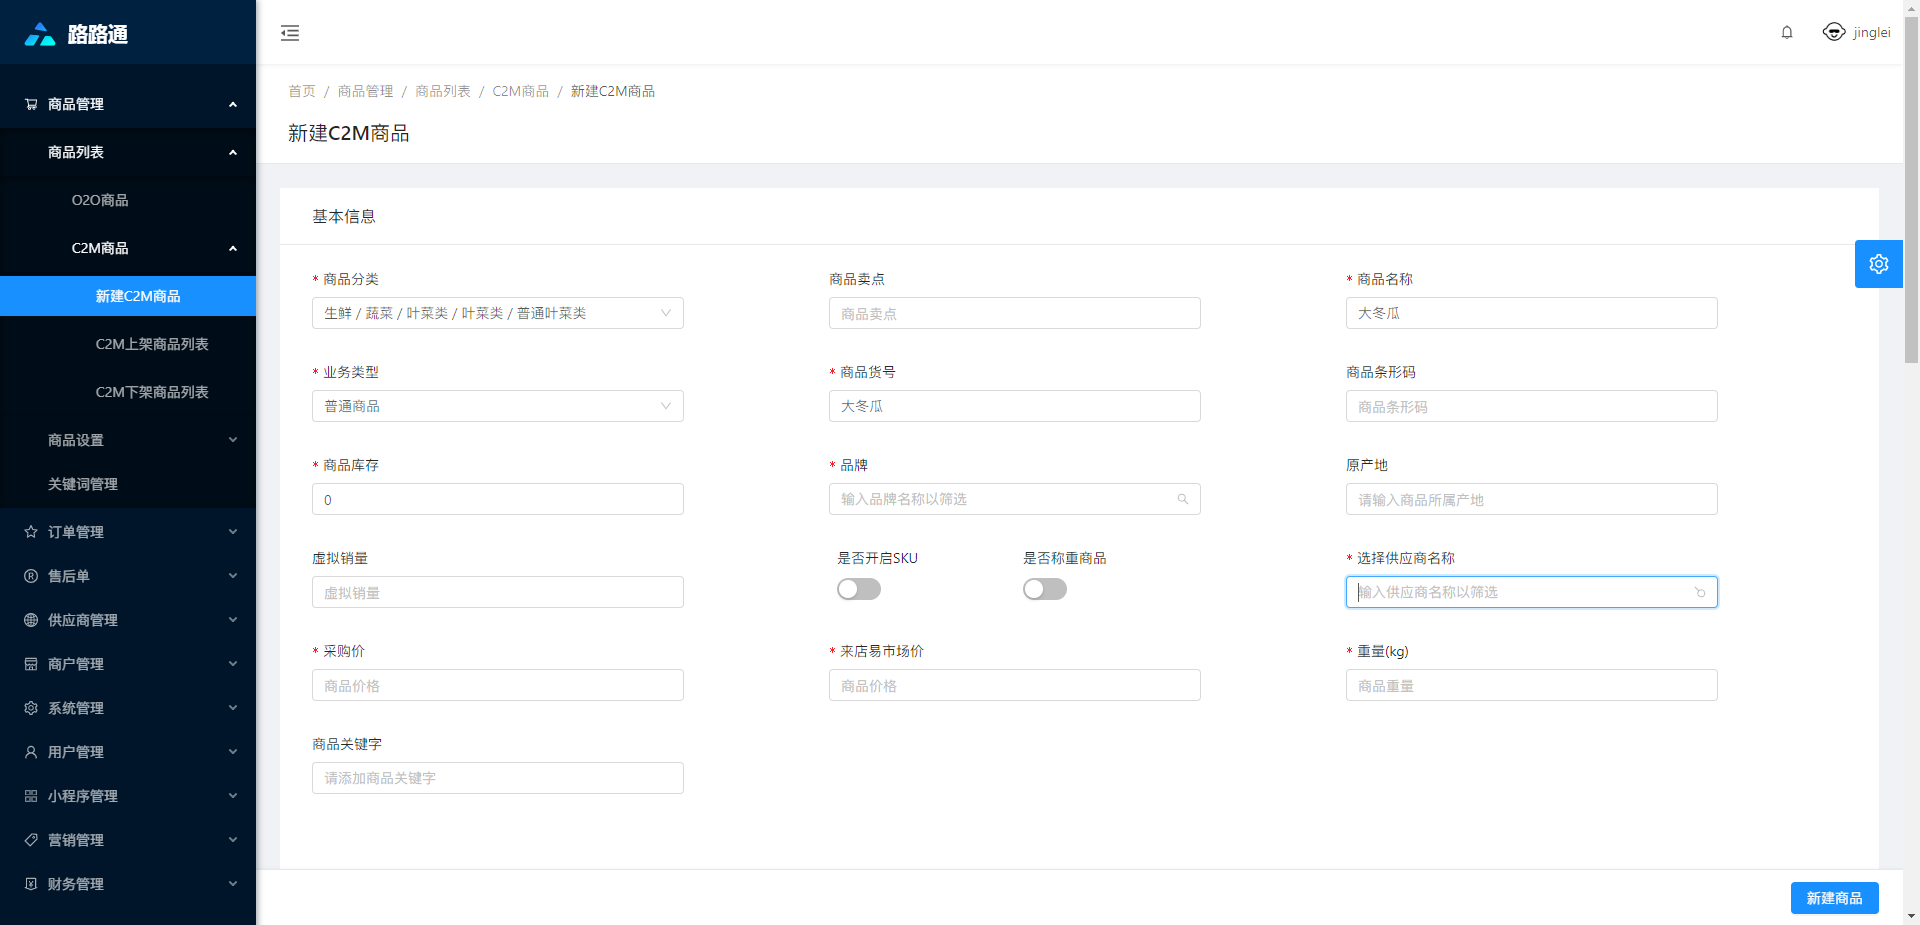 路路通
jinglei
商品管理
商品列表
O2O商品
C2M商品
新建C2M商品
C2M上架商品列表
C2M下架商品列表
商品设置
关键词管理
订单管理
售后单
供应商管理
商户管理
系统管理
用户管理
小程序管理
营销管理
财务管理
首页 / 商品管理 / 商品列表 / C2M商品 / 新建C2M商品
新建C2M商品
基本信息
* 商品分类
生鲜 / 蔬菜 / 叶菜类 / 叶菜类 / 普通叶菜类
商品卖点
商品卖点
* 商品名称
大冬瓜
* 业务类型
普通商品
* 商品货号
大冬瓜
商品条形码
商品条形码
* 商品库存
0
* 品牌
输入品牌名称以筛选
原产地
请输入商品所属产地
虚拟销量
虚拟销量
是否开启SKU
是否称重商品
* 选择供应商名称
输入供应商名称以筛选
* 采购价
商品价格
* 来店易市场价
商品价格
* 重量(kg)
商品重量
商品关键字
请添加商品关键字
新建商品